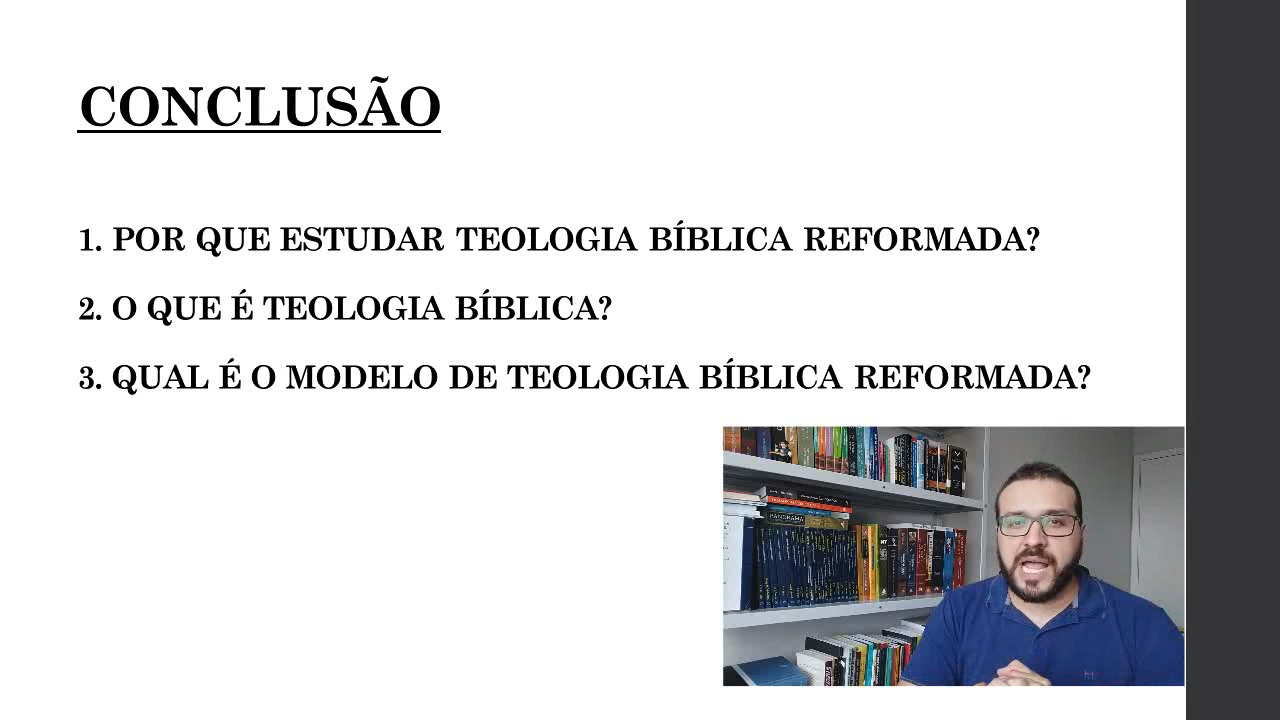 CONCLUSÃO
1. POR QUE ESTUDAR TEOLOGIA BÍBLICA REFORMADA?
2. O QUE É TEOLOGIA BÍBLICA?
3. QUAL É O MODELO DE TEOLOGIA BÍBLICA REFORMADA?
PANORAMA